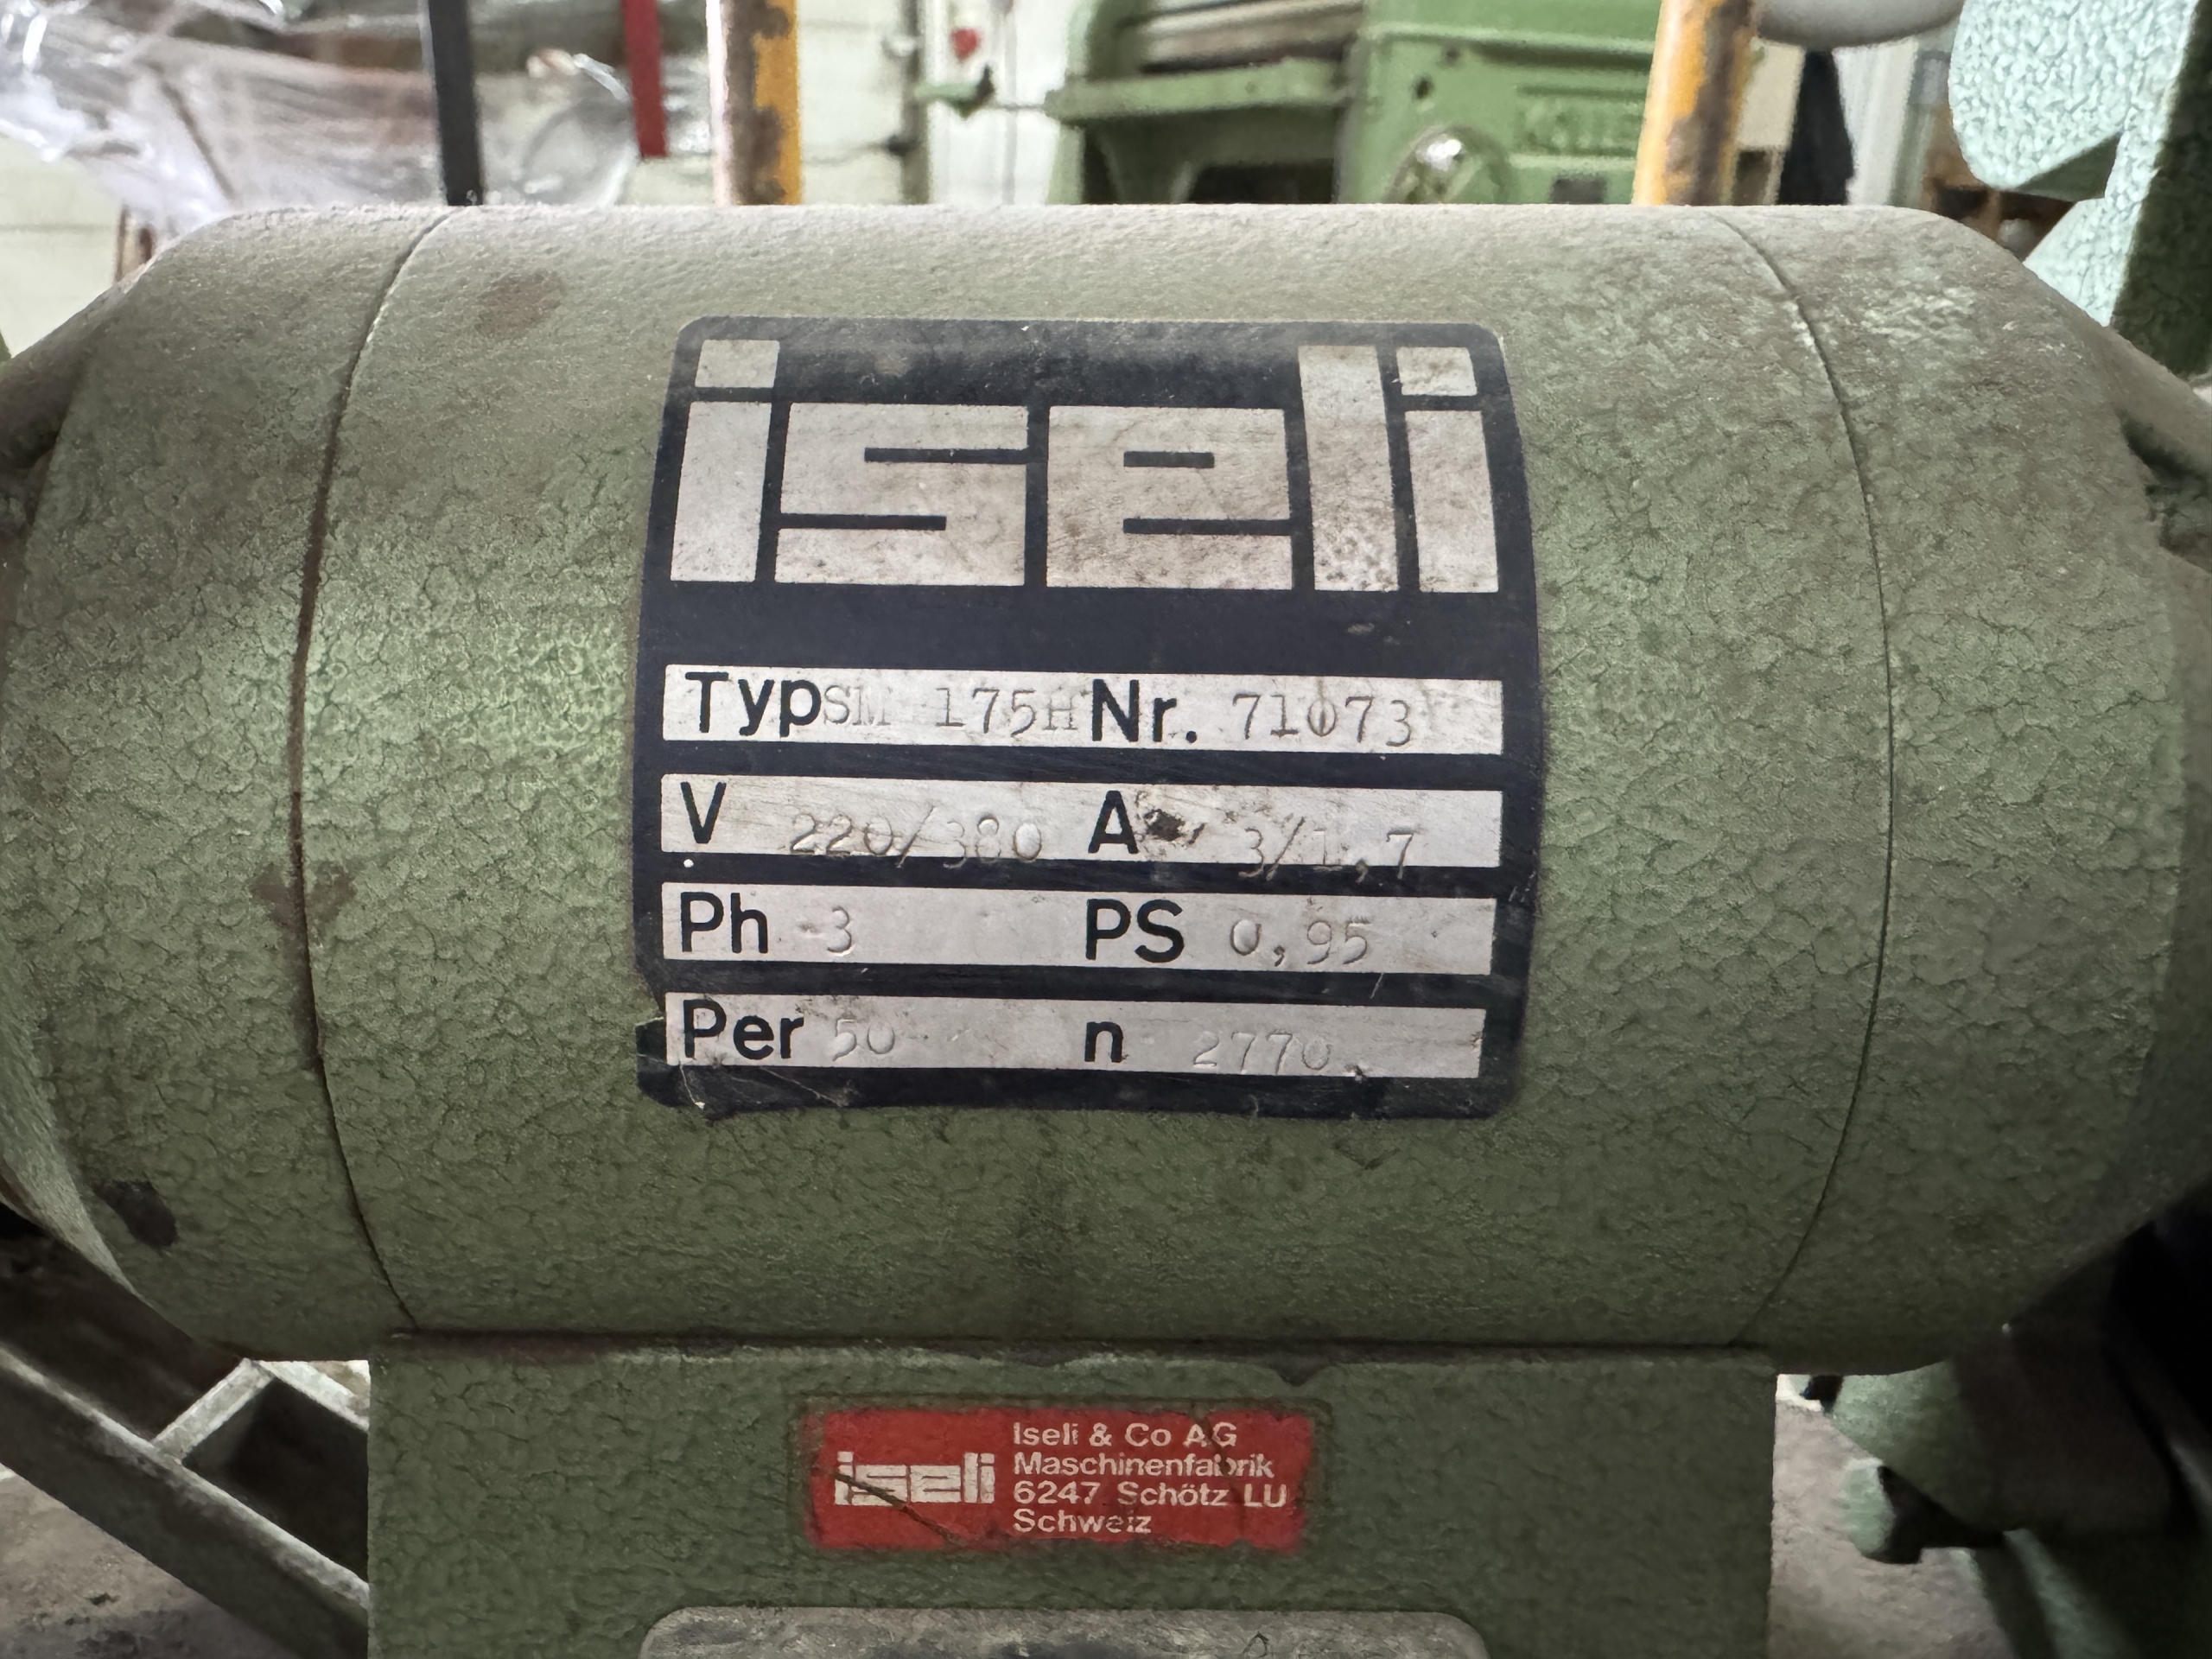 iseli
Typ SM 175H Nr. 71073
V 220/380 A 3/1,7
Ph 3 PS 0,95
Per 50 n 2770
iseli
Iseli & Co AG
Maschinenfabrik
6247 Schötz LU
Schweiz